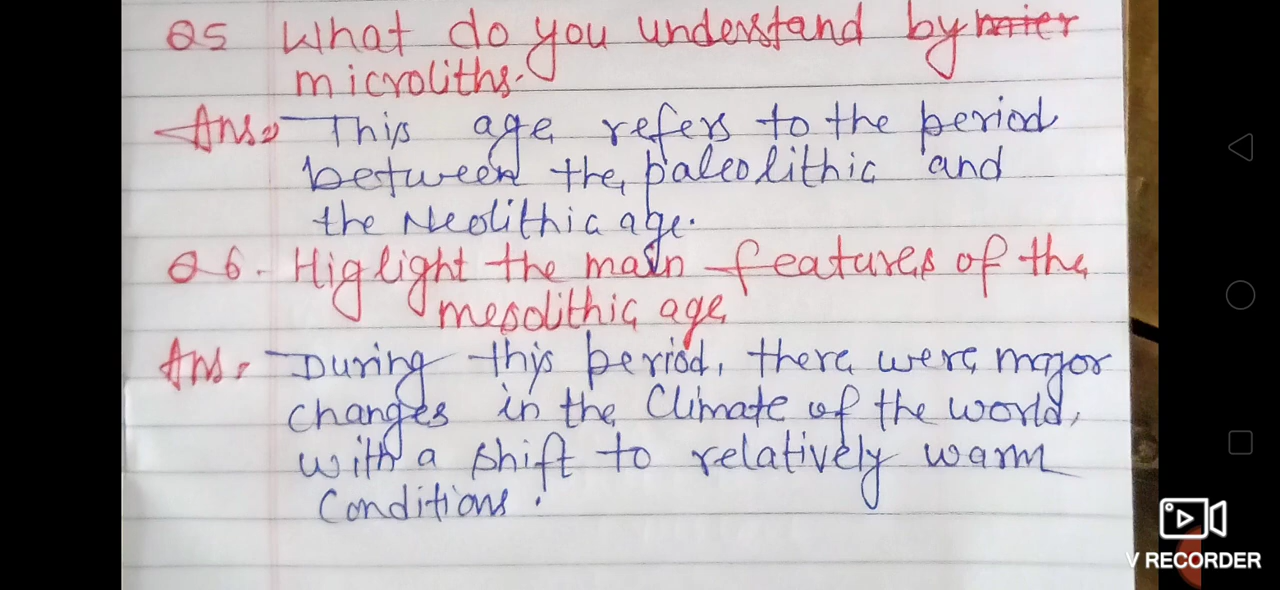 Q5 What do you understand by
microliths.
Ans⇒ This age refers to the period
between the paleolithic and
the Neolithic age.
Q 6. Higlight the main features of the
mesolithic age
Ans. During this period, there were major
changes in the Climate of the world,
with a shift to relatively warm
Conditions.
V RECORDER